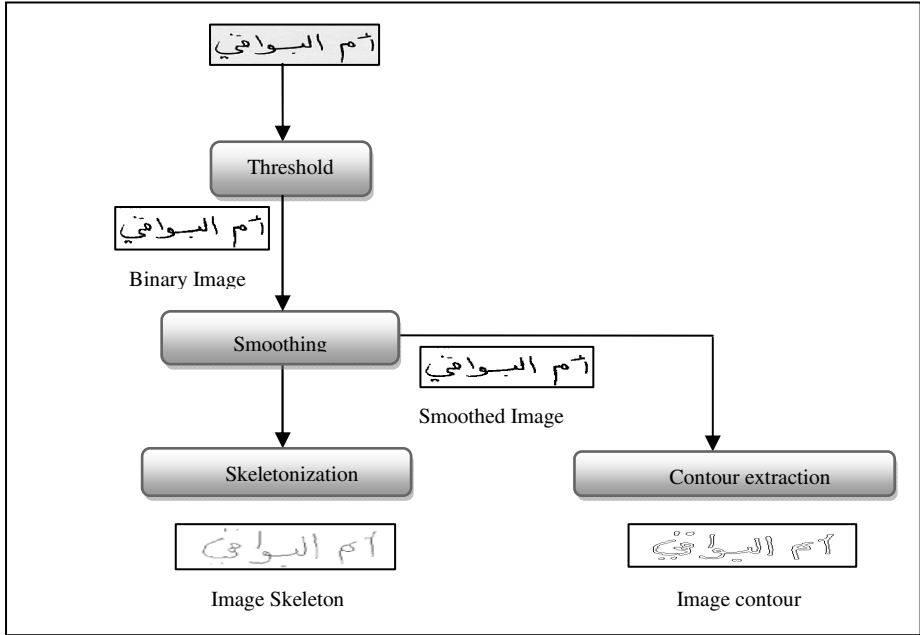 أم البواقي
Threshold
أم البواقي
Binary Image
Smoothing
أم البواقي
Smoothed Image
Skeletonization
Contour extraction
أم البواقي
أم البواقي
Image Skeleton
Image contour